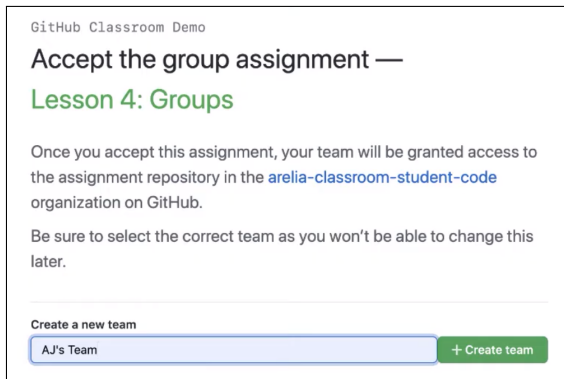 GitHub Classroom Demo
Accept the group assignment —
Lesson 4: Groups
Once you accept this assignment, your team will be granted access to
the assignment repository in the arelia-classroom-student-code
organization on GitHub.
Be sure to select the correct team as you won’t be able to change this
later.
Create a new team
AJ's Team
+ Create team